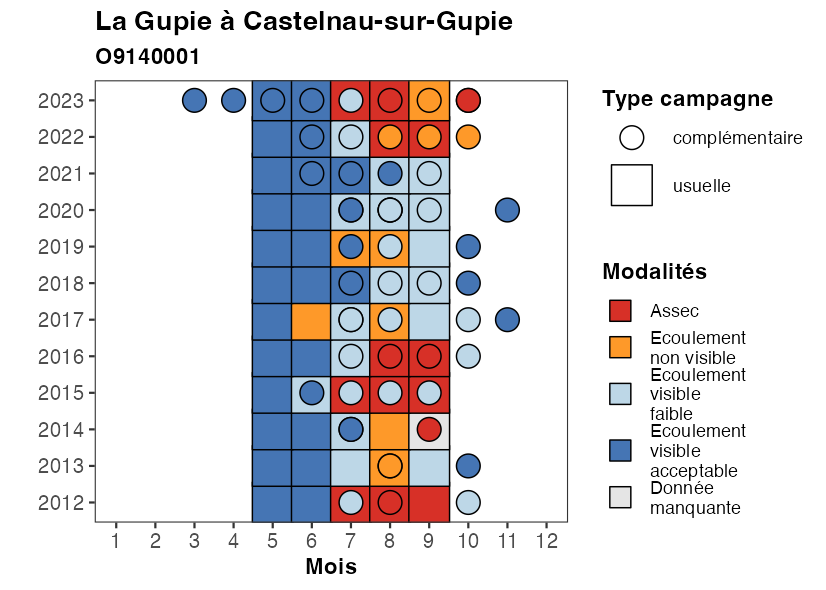 La Gupie à Castelnau-sur-Gupie
O9140001
2023
2022
2021
2020
2019
2018
2017
2016
2015
2014
2013
2012
1 2 3 4 5 6 7 8 9 10 11 12
Mois
Type campagne
complémentaire
usuelle
Modalités
Assec
Ecoulement
non visible
Ecoulement
visible
faible
Ecoulement
visible
acceptable
Donnée
manquante